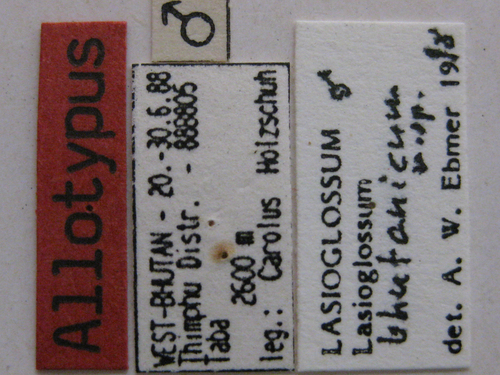 Allotypus
♂
WEST-BHUTAN - 20.-30.6.88
Thimphu Distr. - 888805
Taba
2600 m
leg.: Carolus Holzschuh
LASIOGLOSSUM ♂
Lasioglossum
bhutanicum
n. sp.
det. A. W. Ebmer 19